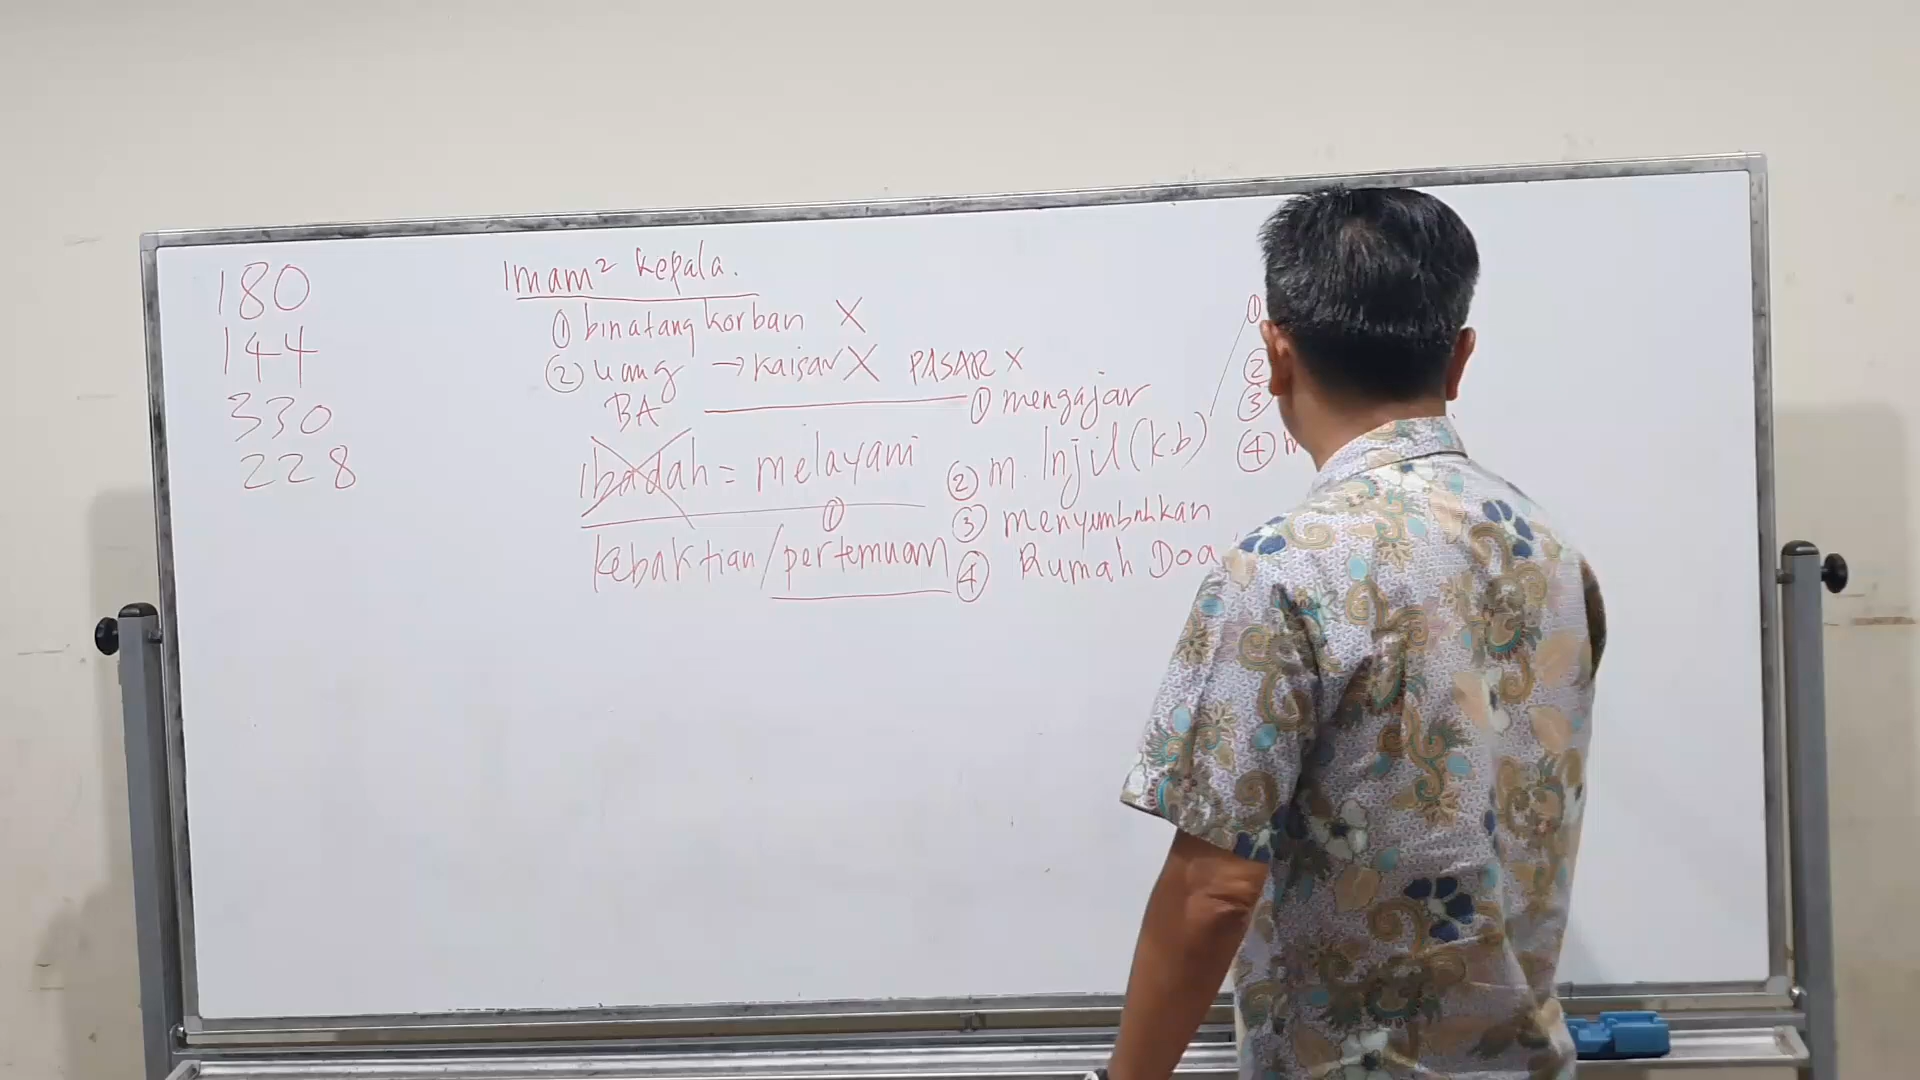 180
144
330
228
Imam² Kepala.
① binatang korban X
② uang → kaisar X PASAR X
BA
Ibadah = melayani
①
kebaktian/pertemuan
① mengajar
② m. Injil (k.b)
③ menyembuhkan
④ Rumah Doa
①
②
③
④ m